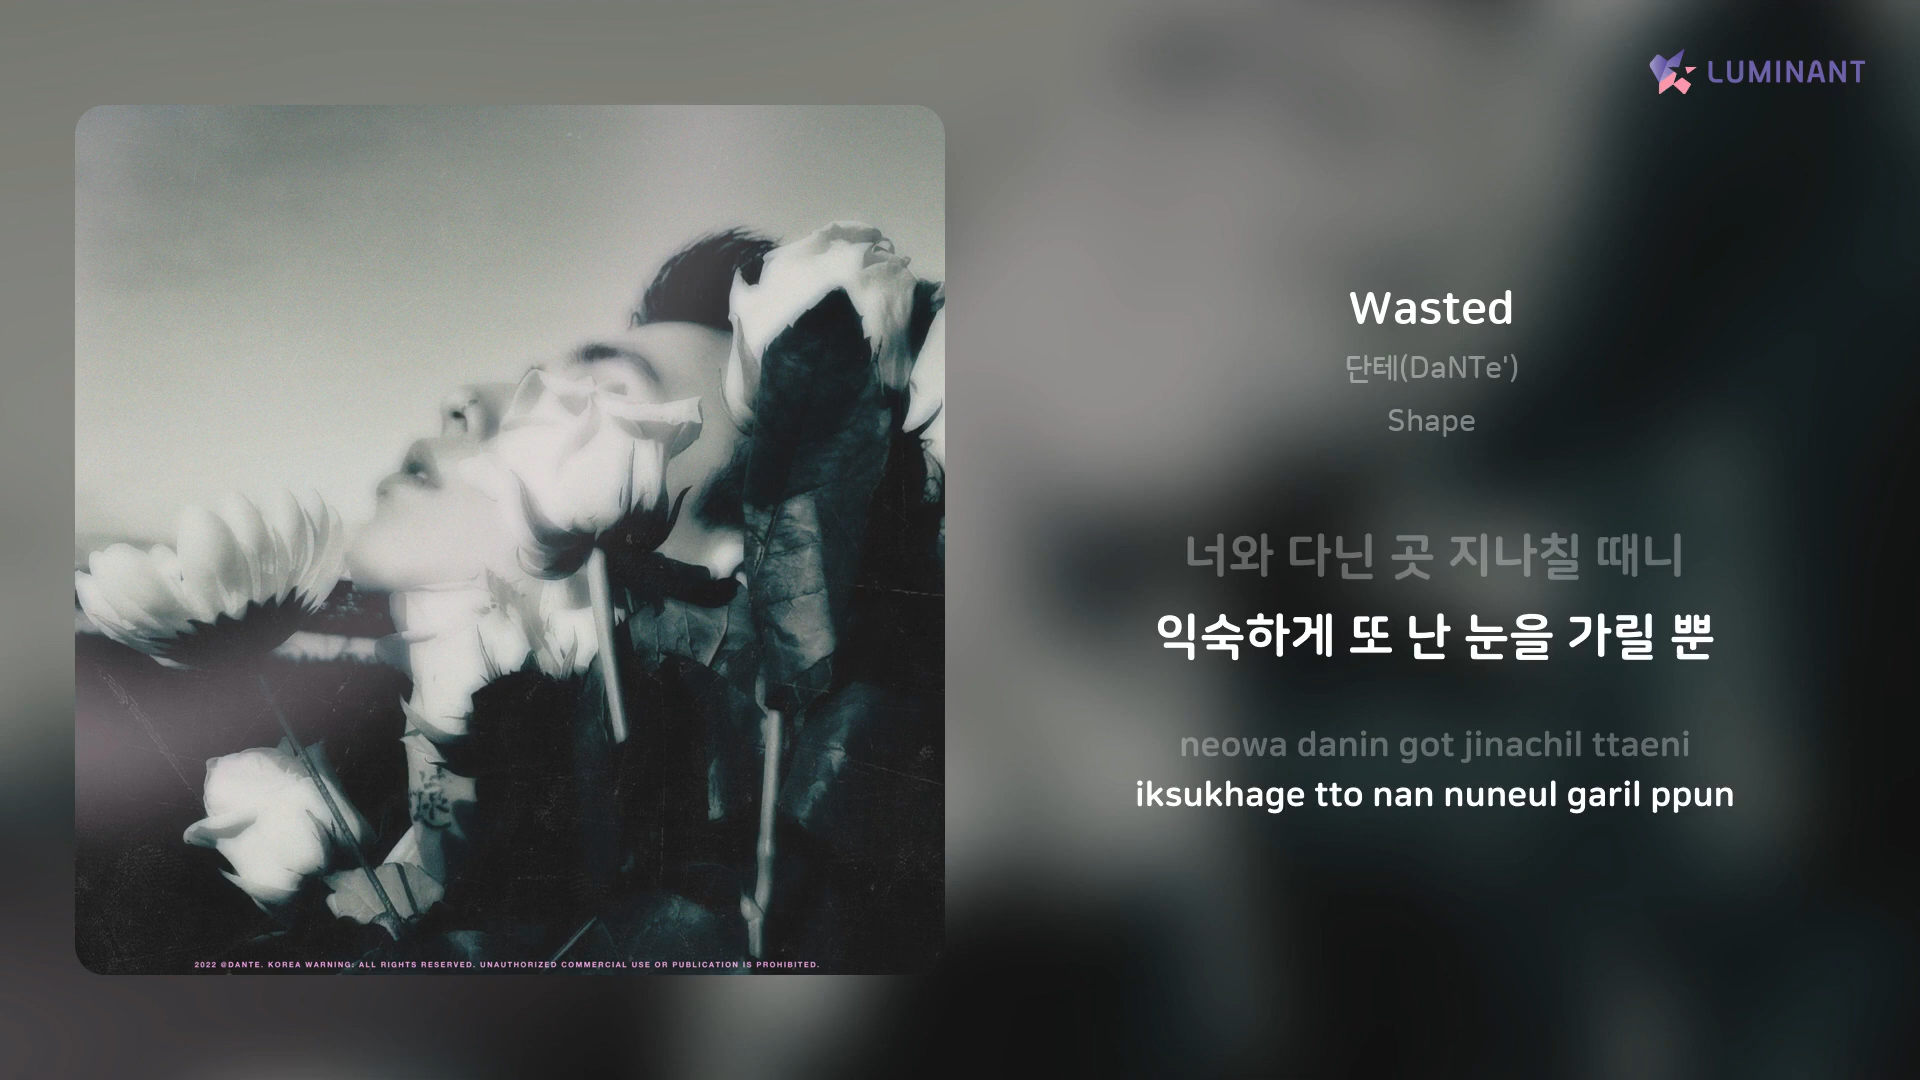 LUMINANT
Wasted
단테(DaNTe')
Shape
너와 다닌 곳 지나칠 때니
익숙하게 또 난 눈을 가릴 뿐
neowa danin got jinachil ttaeni
iksukhage tto nan nuneul garil ppun
2022 @DANTE. KOREA WARNING: ALL RIGHTS RESERVED. UNAUTHORIZED COMMERCIAL USE OR PUBLICATION IS PROHIBITED.